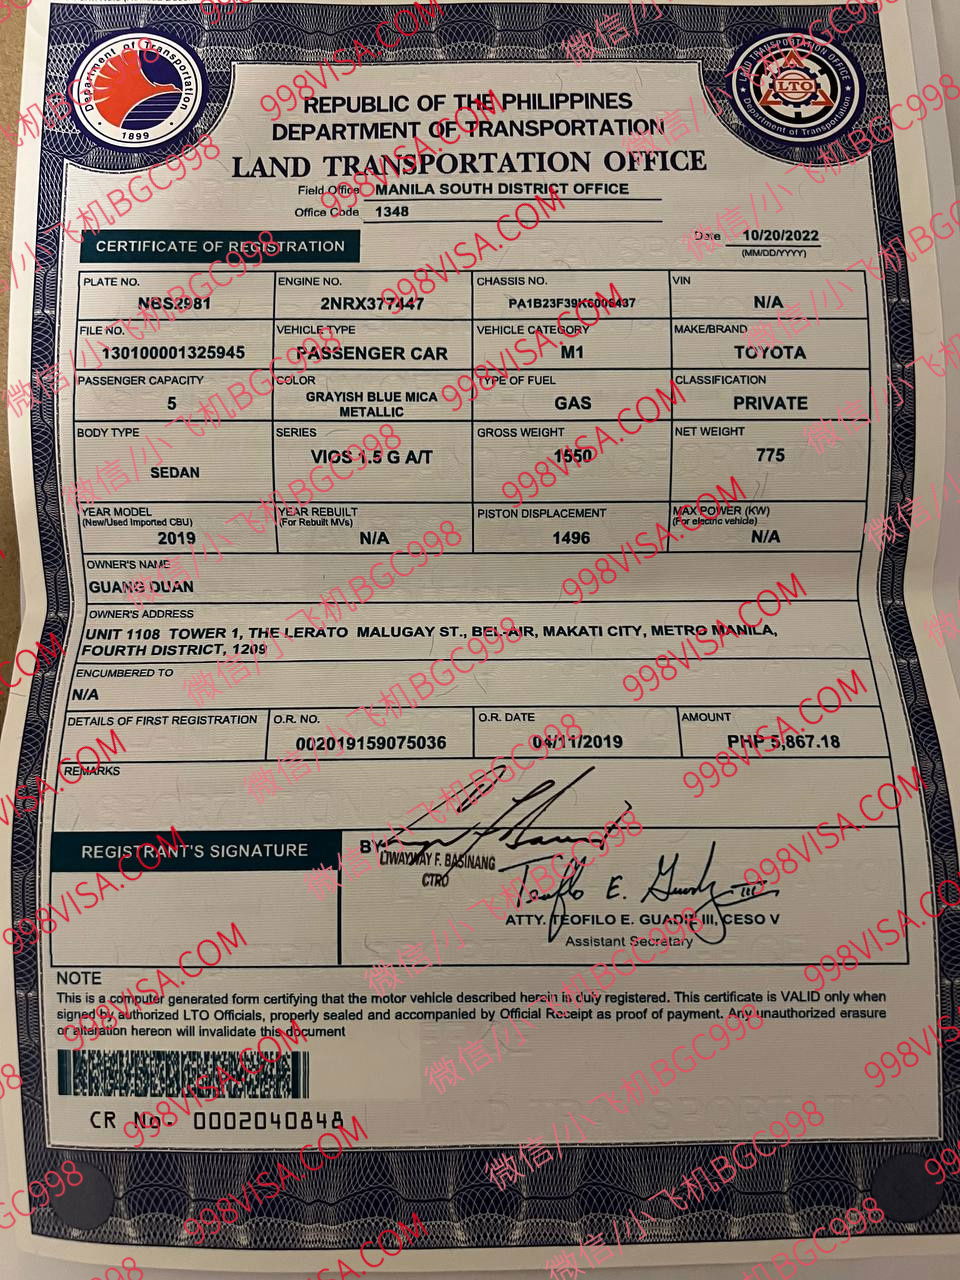 Department of Transportation
1899
LAND TRANSPORTATION OFFICE
LTO
Department of Transportation
REPUBLIC OF THE PHILIPPINES
DEPARTMENT OF TRANSPORTATION
LAND TRANSPORTATION OFFICE
Field Office MANILA SOUTH DISTRICT OFFICE
Office Code 1348
CERTIFICATE OF REGISTRATION
Date 10/20/2022
(MM/DD/YYYY)
PLATE NO. ENGINE NO. CHASSIS NO. VIN
NBS2981 2NRX377447 N/A
FILE NO. VEHICLE TYPE VEHICLE CATEGORY MAKE/BRAND
130100001325945 PASSENGER CAR M1 TOYOTA
PASSENGER CAPACITY COLOR TYPE OF FUEL CLASSIFICATION
5 GRAYISH BLUE MICA METALLIC GAS PRIVATE
BODY TYPE SERIES GROSS WEIGHT NET WEIGHT
SEDAN VIOS 1.5 G A/T 1550 775
YEAR MODEL YEAR REBUILT PISTON DISPLACEMENT MAX POWER (KW)
(New/Used Imported CBU) (For Rebuilt MVs) (For electric vehicle)
2019 N/A 1496 N/A
OWNER'S NAME
GUANG DUAN
OWNER'S ADDRESS
UNIT 1108 TOWER 1, THE LERATO MALUGAY ST., BEL-AIR, MAKATI CITY, METRO MANILA,
FOURTH DISTRICT, 1209
ENCUMBERED TO
N/A
DETAILS OF FIRST REGISTRATION O.R. NO. O.R. DATE AMOUNT
002019159075036 04/11/2019 PHP 5,867.18
REMARKS
REGISTRANT'S SIGNATURE
BY
LIWAYWAY F. BASINANG
CTRO
Teofilo E. Guadiz III
ATTY. TEOFILO E. GUADIZ III, CESO V
Assistant Secretary
NOTE
This is a computer generated form certifying that the motor vehicle described herein is duly registered. This certificate is VALID only when
signed by authorized LTO Officials, properly sealed and accompanied by Official Receipt as proof of payment. Any unauthorized erasure
or alteration hereon will invalidate this document
CR No. 0002040848
998VISA.COM
微信/小飞机BGC998